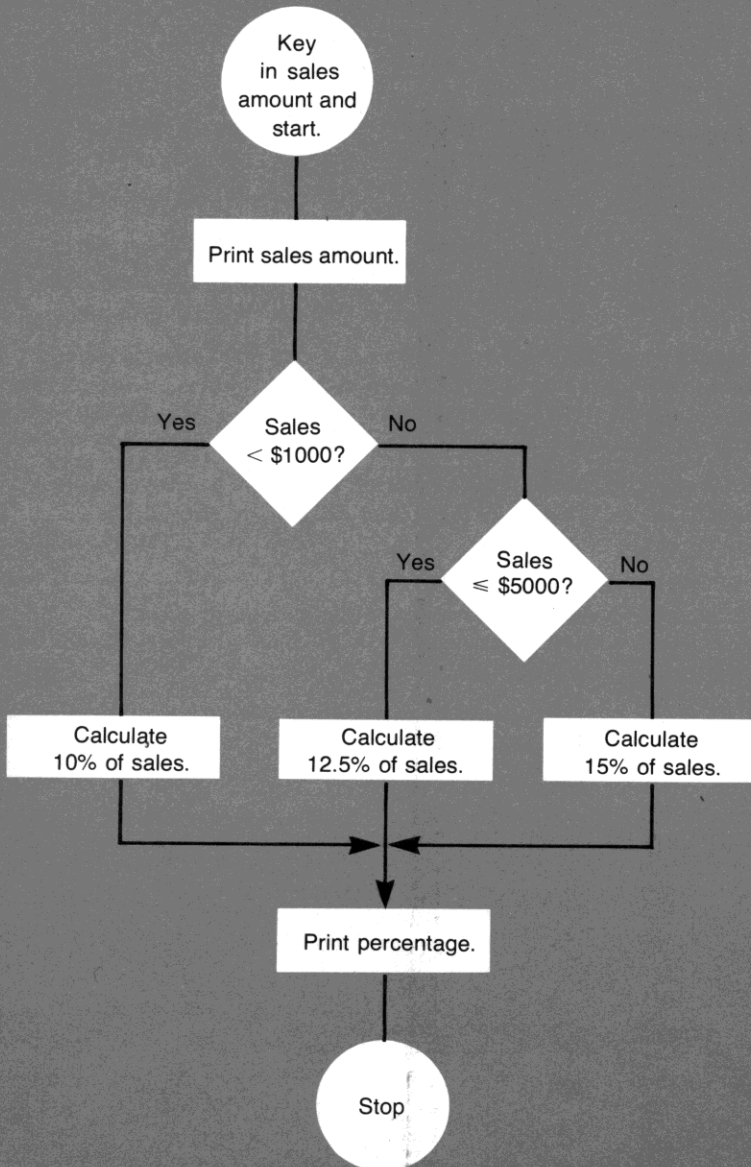 Key
in sales
amount and
start.
Print sales amount.
Yes
Sales
< $1000?
No
Yes
Sales
≤ $5000?
No
Calculate
10% of sales.
Calculate
12.5% of sales.
Calculate
15% of sales.
Print percentage.
Stop